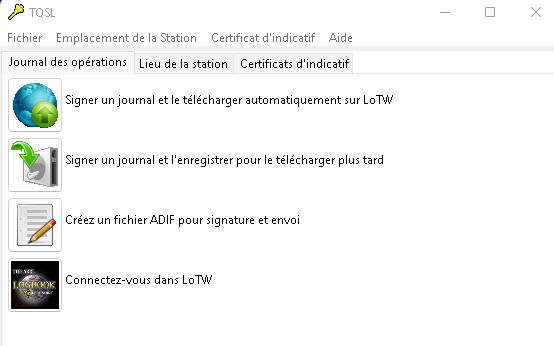 TQSL
Fichier Emplacement de la Station Certificat d'indicatif Aide
Journal des opérations Lieu de la station Certificats d'indicatif
Signer un journal et le télécharger automatiquement sur LoTW
Signer un journal et l'enregistrer pour le télécharger plus tard
Créez un fichier ADIF pour signature et envoi
THE ARRL
LOGBOOK
Connectez-vous dans LoTW